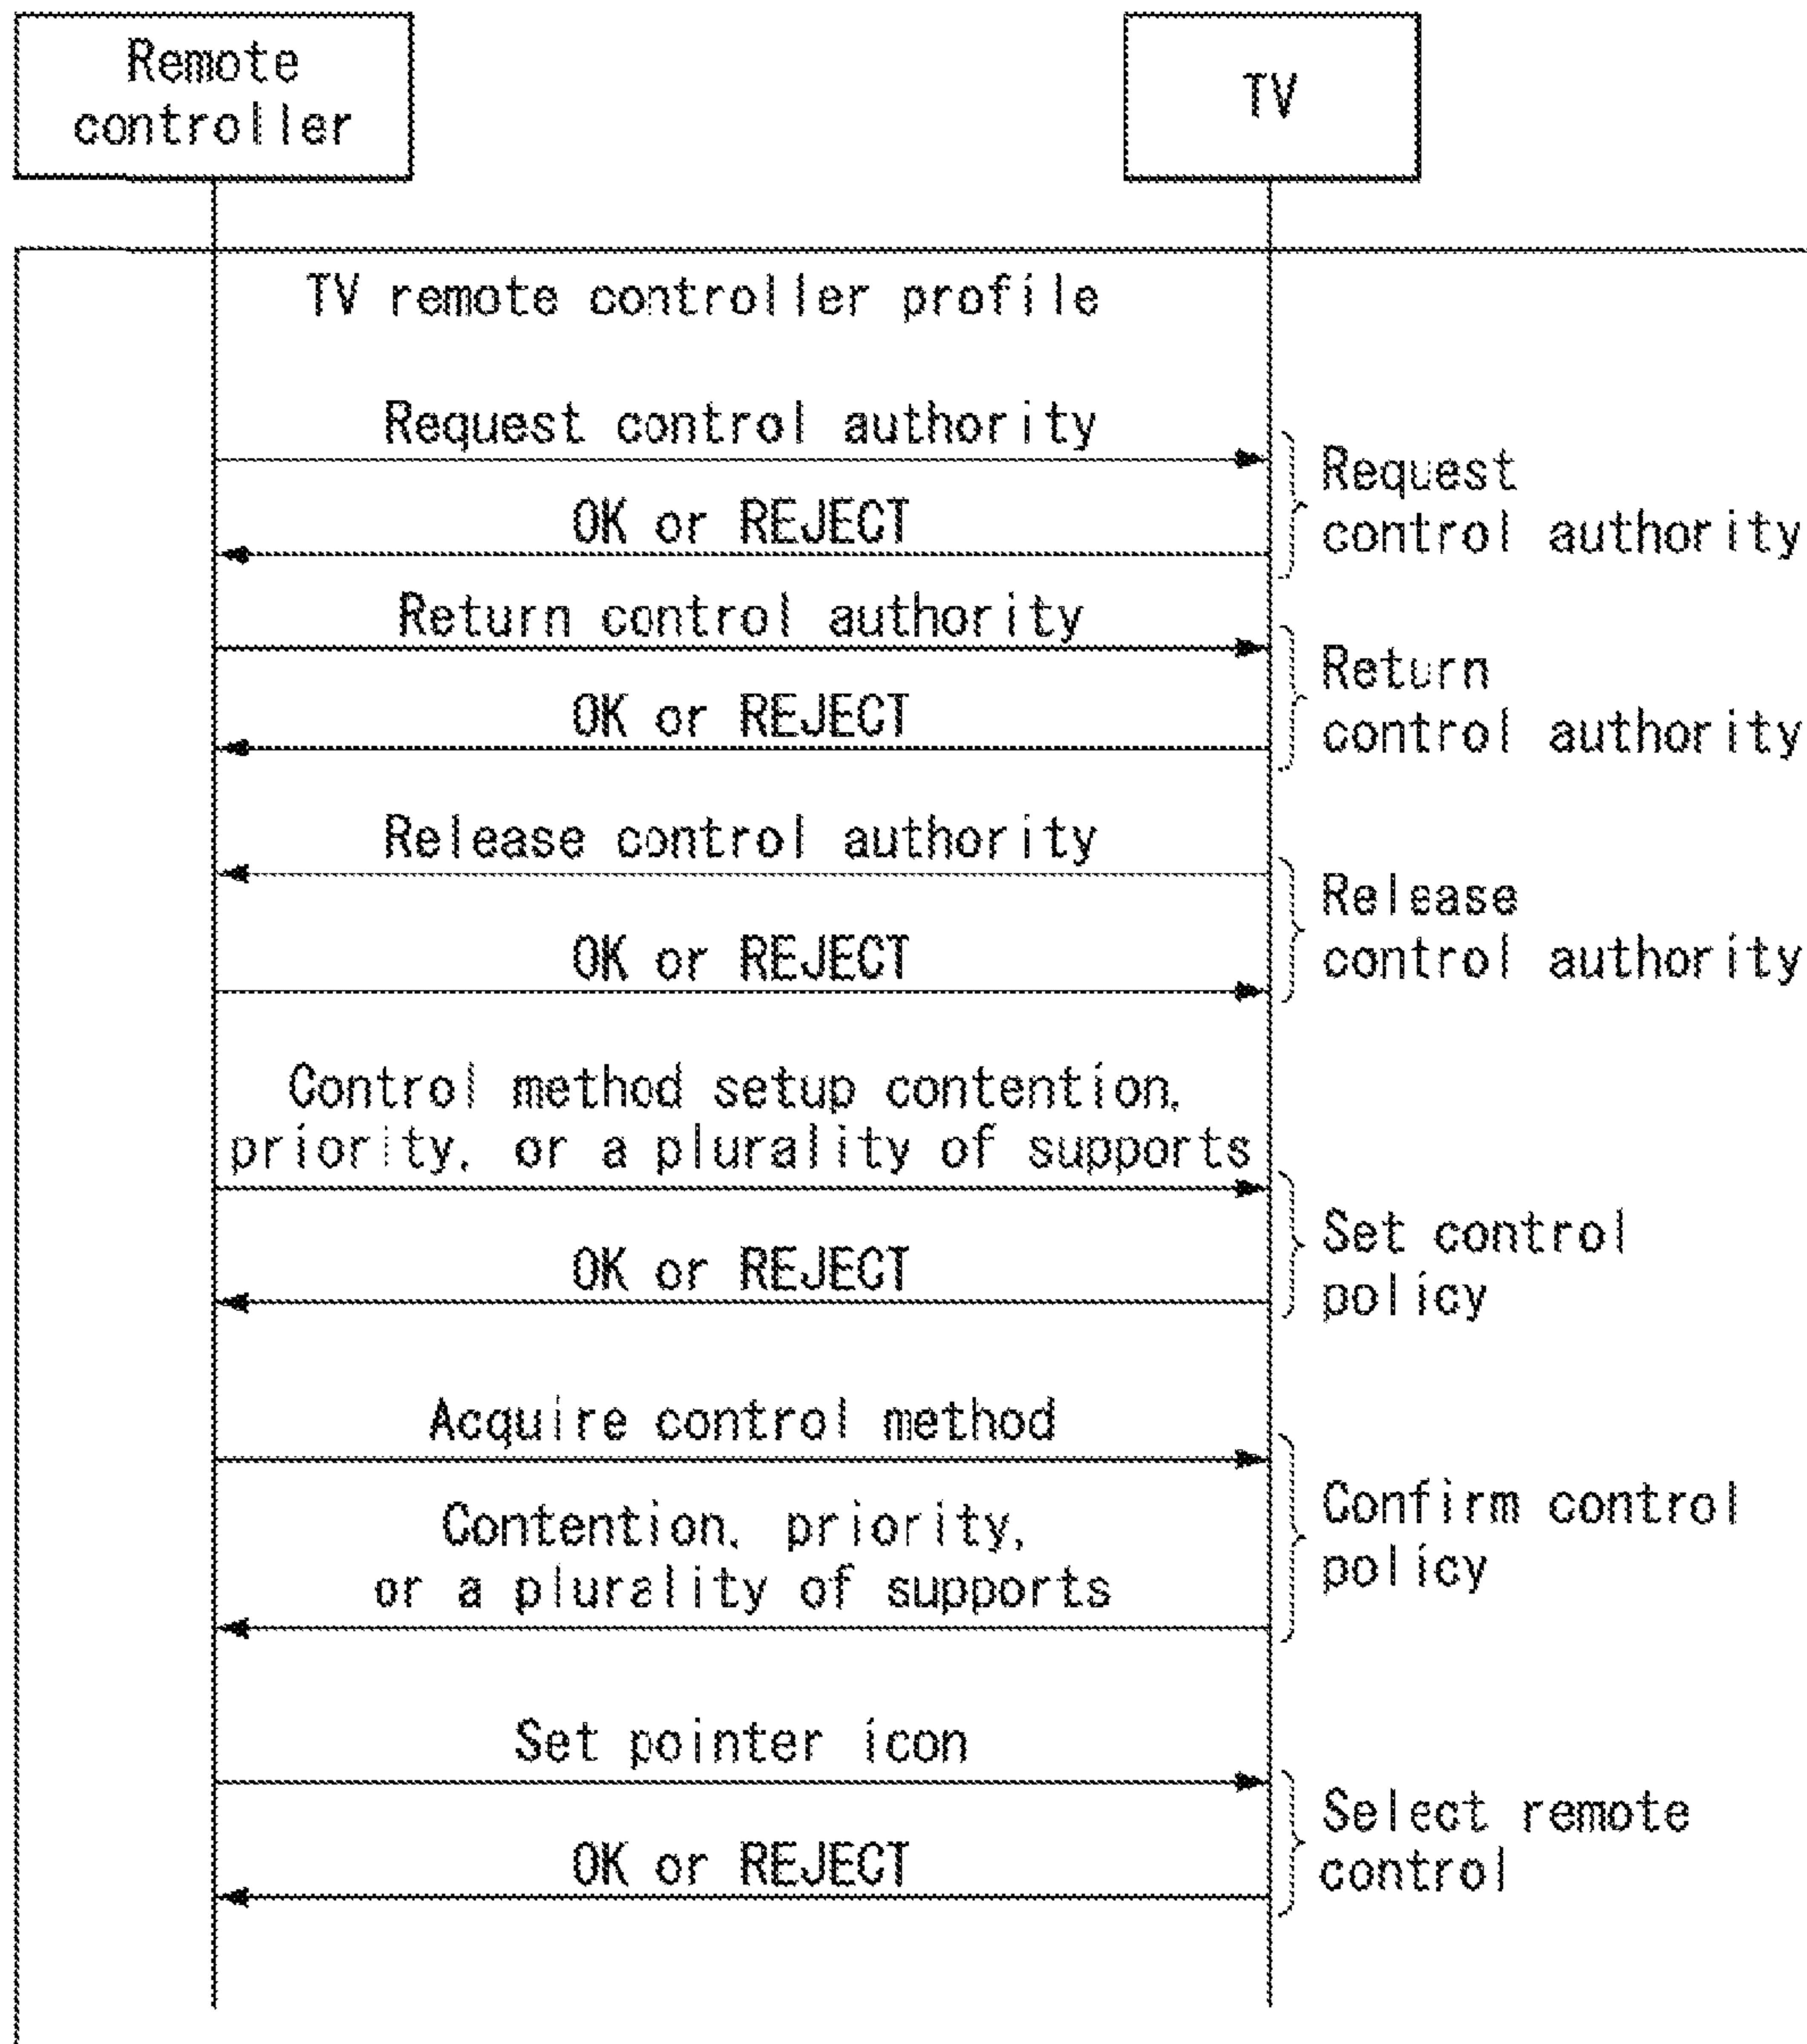 Remote
controller
TV
TV remote controller profile
Request control authority
OK or REJECT
Request
control authority
Return control authority
OK or REJECT
Return
control authority
Release control authority
OK or REJECT
Release
control authority
Control method setup contention,
priority, or a plurality of supports
OK or REJECT
Set control
policy
Acquire control method
Contention, priority,
or a plurality of supports
Confirm control
policy
Set pointer icon
OK or REJECT
Select remote
control